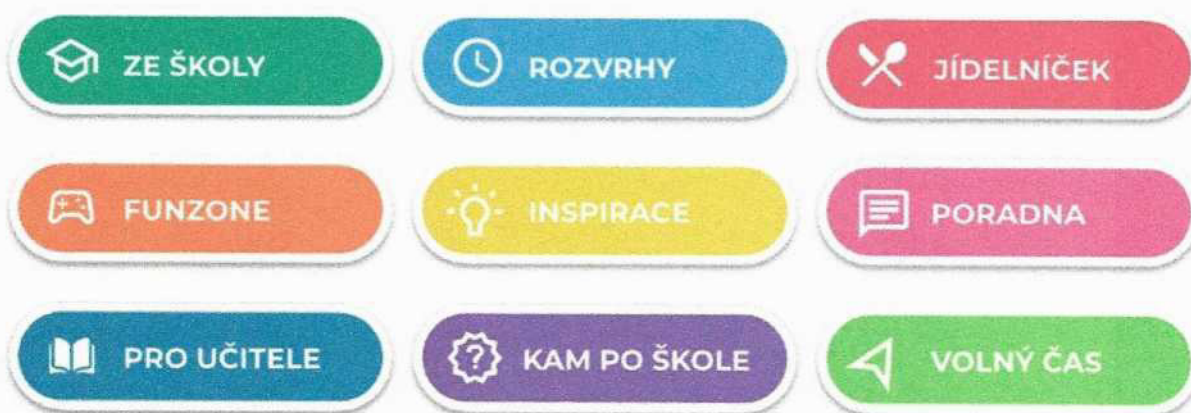 ZE ŠKOLY
ROZVRHY
JÍDELNÍČEK
FUNZONE
INSPIRACE
PORADNA
PRO UČITELE
KAM PO ŠKOLE
VOLNÝ ČAS